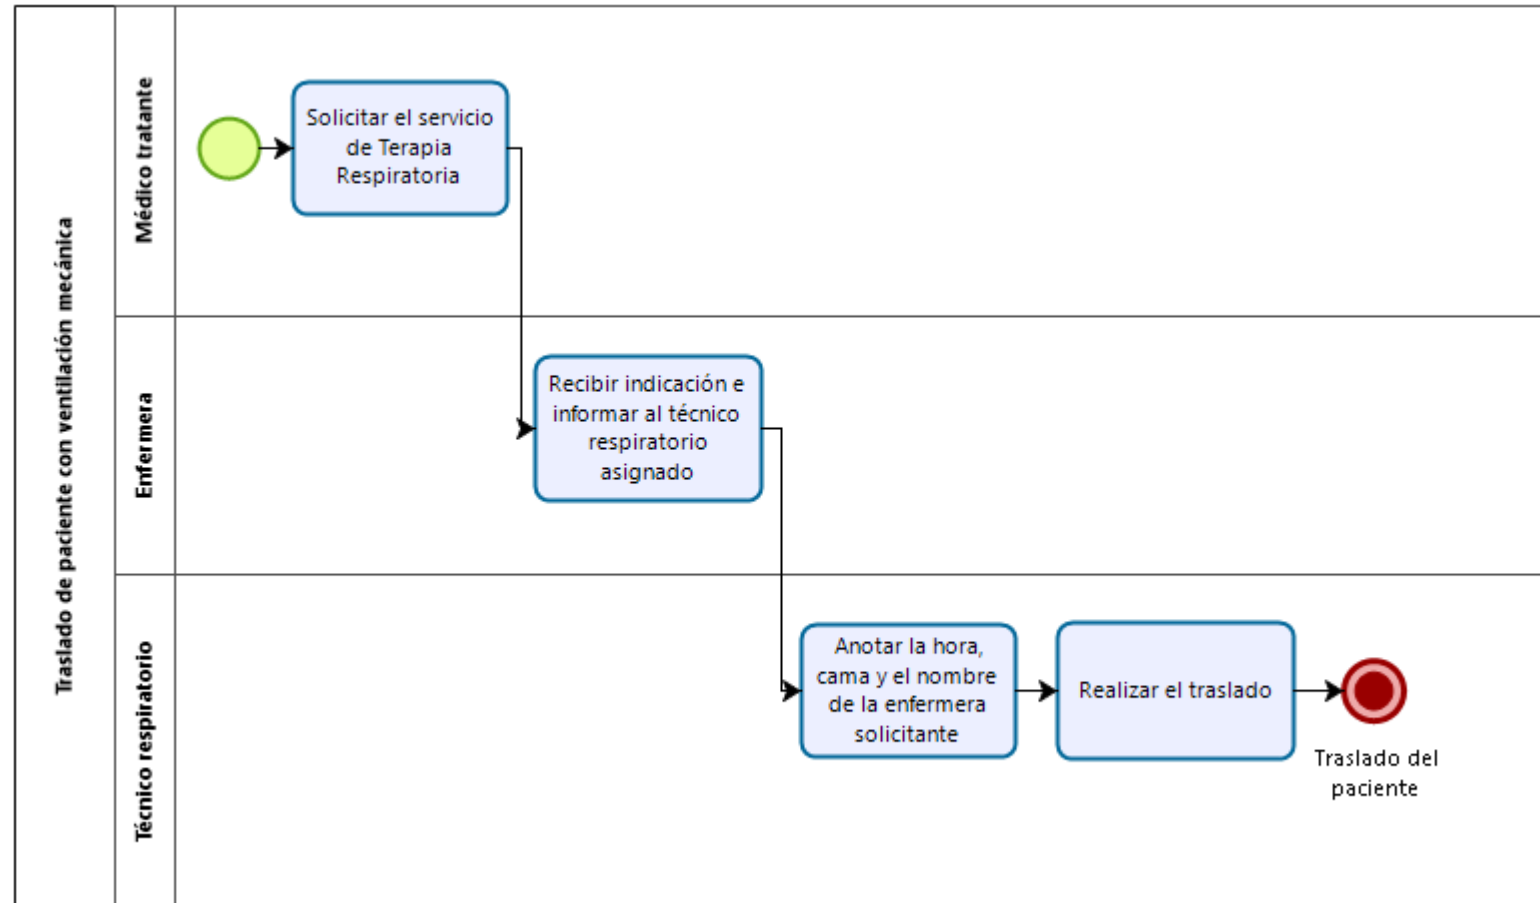 Traslado de paciente con ventilación mecánica
Médico tratante
Solicitar el servicio
de Terapia
Respiratoria
Enfermera
Recibir indicación e
informar al técnico
respiratorio
asignado
Técnico respiratorio
Anotar la hora,
cama y el nombre
de la enfermera
solicitante
Realizar el traslado
Traslado del
paciente